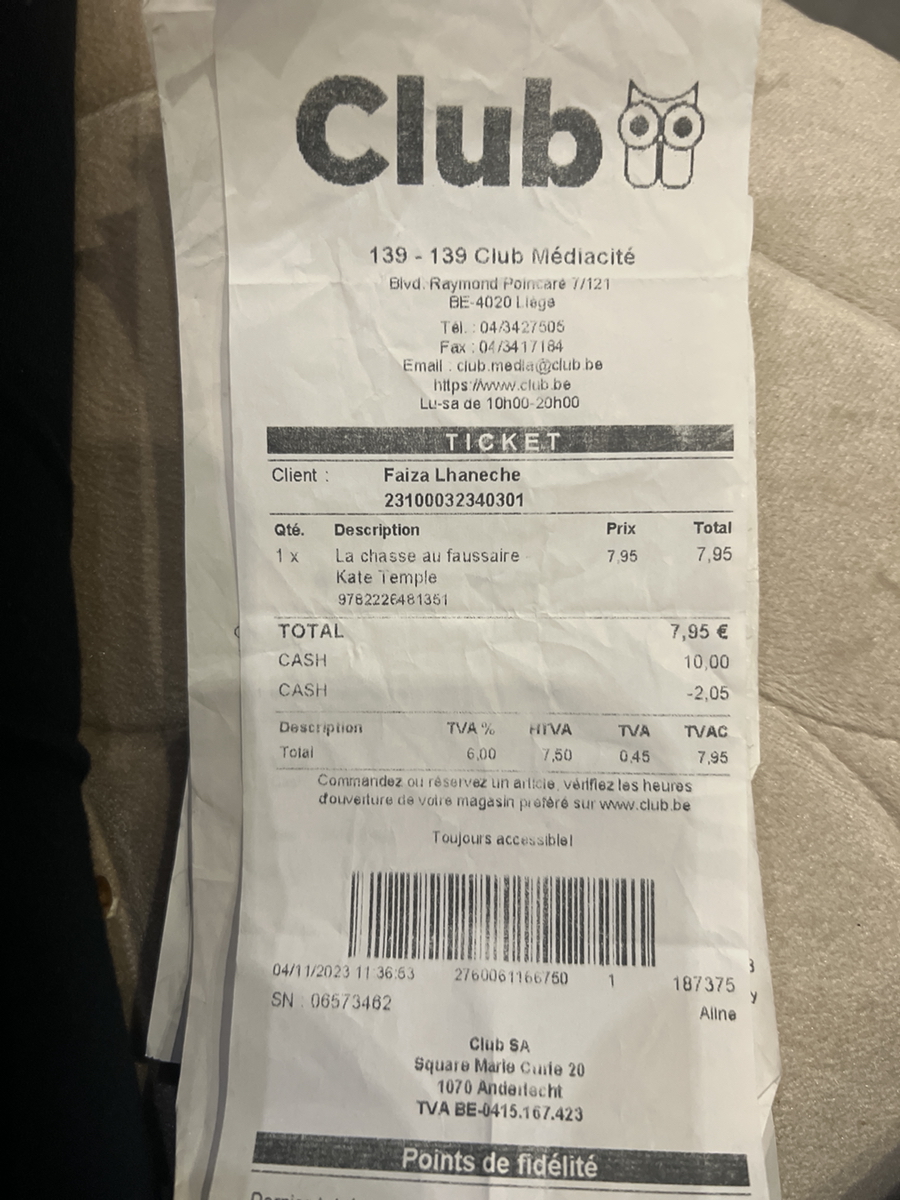 Club
139 - 139 Club Médiacité
Blvd. Raymond Poincaré 7/121
BE-4020 Liége
Tél. : 04/3427505
Fax : 04/3417184
Email : club.media@club.be
https://www.club.be
Lu-sa de 10h00-20h00
TICKET
Client : Faiza Lhaneche
23100032340301
Qté. Description Prix Total
1 x La chasse au faussaire 7,95 7,95
Kate Temple
9782226481351
TOTAL 7,95 €
CASH 10,00
CASH -2,05
Description TVA % HTVA TVA TVAC
Total 6,00 7,50 0,45 7,95
Commandez ou réservez un article, vérifiez les heures
d'ouverture de votre magasin préféré sur www.club.be
Toujours accessible!
04/11/2023 11:36:53 2760061166750 1 187375
SN : 06573462 Aline
Club SA
Square Marie Curie 20
1070 Anderlecht
TVA BE-0415.167.423
Points de fidélité